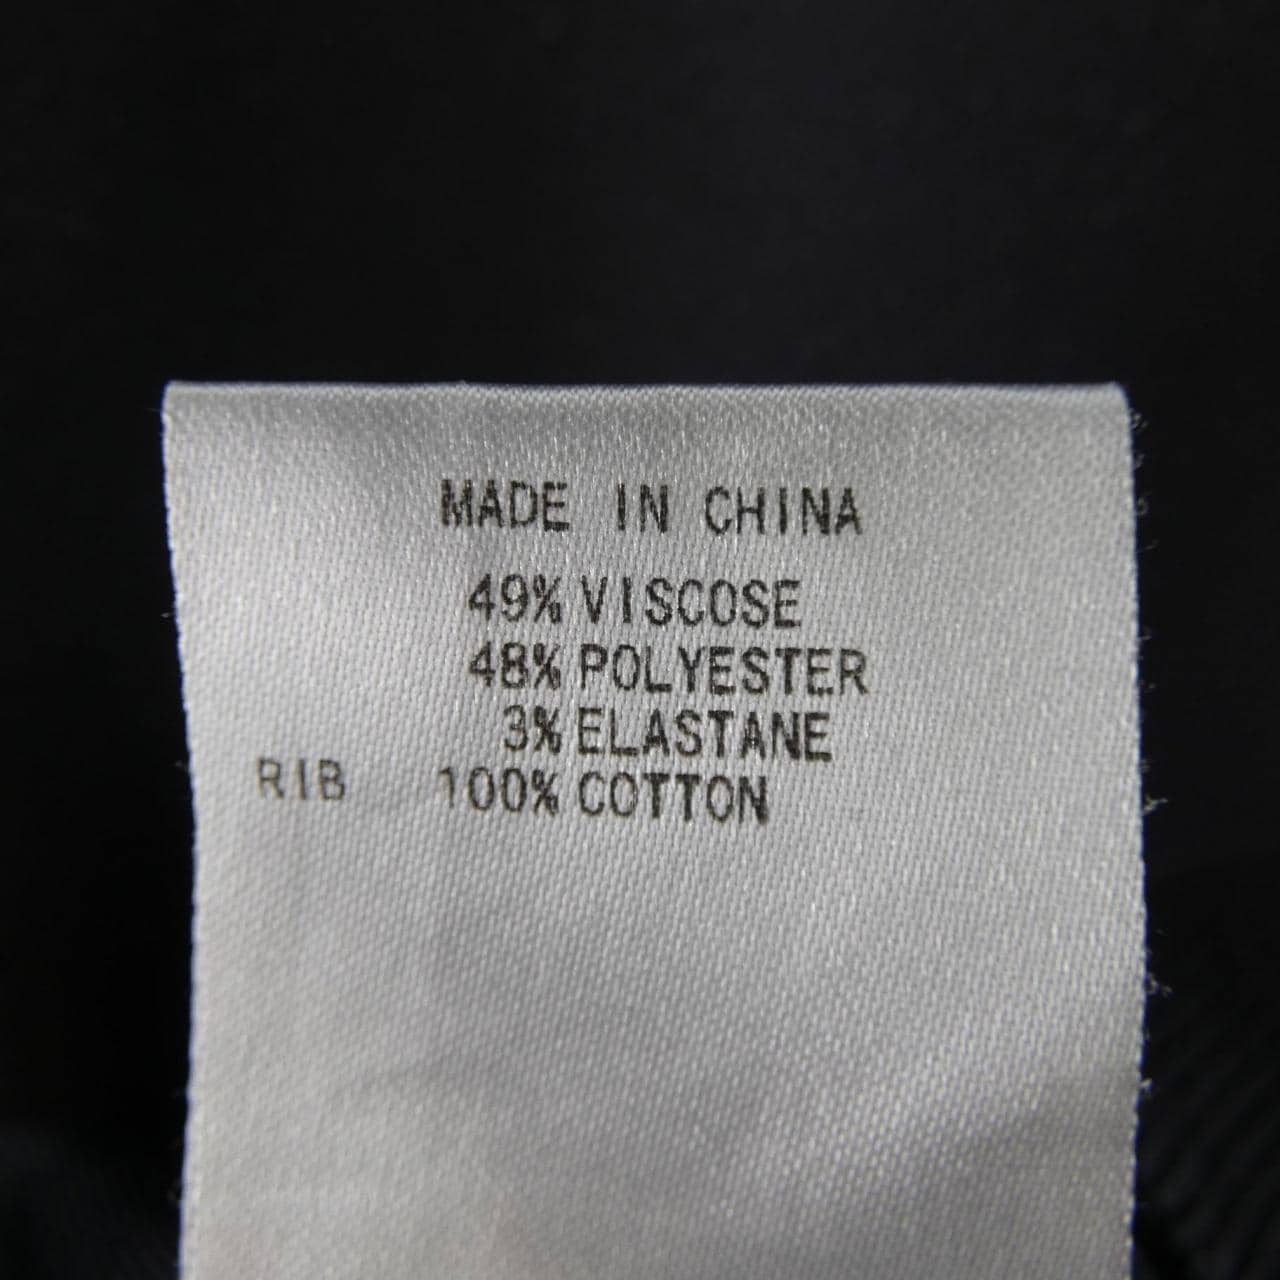 MADE IN CHINA
49% VISCOSE
48% POLYESTER
3% ELASTANE
RIB 100% COTTON